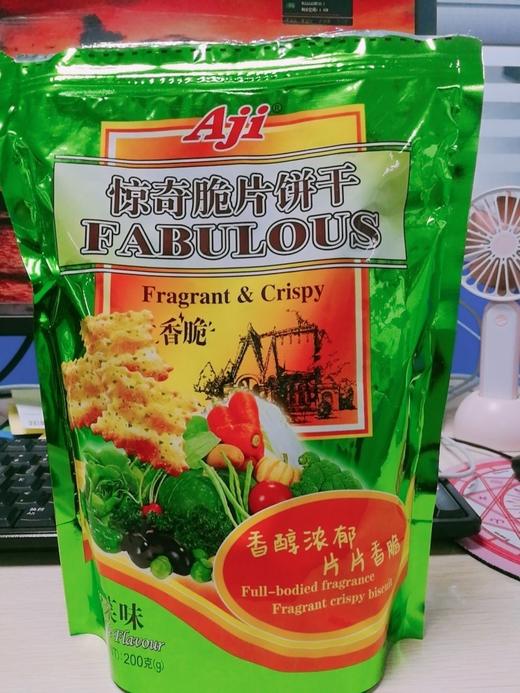 Aji®
惊奇脆片饼干
FABULOUS
Fragrant & Crispy
香脆
香醇浓郁
片片香脆
Full-bodied fragrance
Fragrant crispy biscuit
味
Flavour
200克(g)